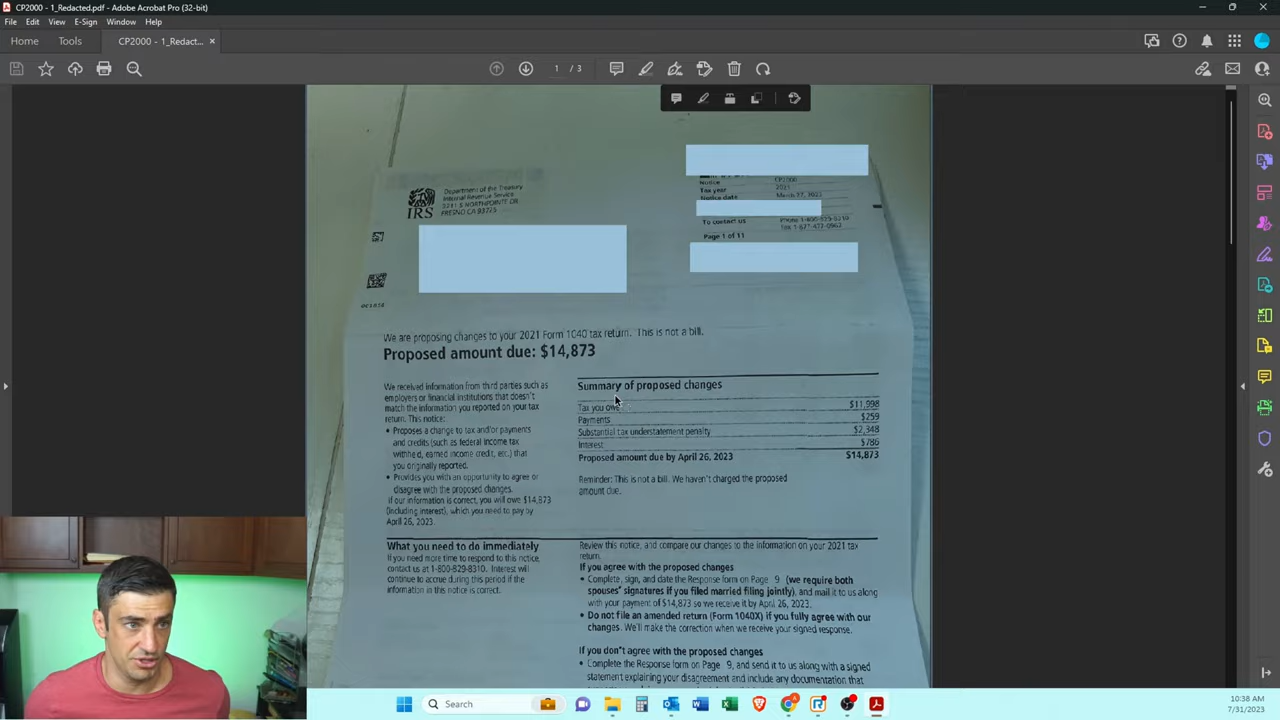 CP2000 - 1_Redacted.pdf - Adobe Acrobat Pro (32-bit)
File Edit View E-Sign Window Help
Home Tools CP2000 - 1_Redact... ×
1 / 3
Department of the Treasury
Internal Revenue Service
FRESNO CA 93725
IRS
Notice CP2000
Tax year 2021
Notice date March 27, 2023
To contact us
Page 1 of 11
We are proposing changes to your 2021 Form 1040 tax return. This is not a bill.
Proposed amount due: $14,873
We received information from third parties such as
employers or financial institutions that doesn't
match the information you reported on your tax
return. This notice:
• Proposes a change to tax and/or payments
and credits (such as federal income tax
withheld, earned income credit, etc.) that
you originally reported.
• Provides you with an opportunity to agree or
disagree with the proposed changes.
If our information is correct, you will owe $14,873
(including interest), which you need to pay by
April 26, 2023.
Summary of proposed changes
Tax you owe $11,998
Payments $259
Substantial tax understatement penalty $2,348
Interest $786
Proposed amount due by April 26, 2023 $14,873
Reminder: This is not a bill. We haven't charged the proposed
amount due.
What you need to do immediately
If you need more time to respond to this notice,
contact us at 1-800-829-8310. Interest will
continue to accrue during this period if the
information in this notice is correct.
Review this notice, and compare our changes to the information on your 2021 tax
return.
If you agree with the proposed changes
• Complete, sign, and date the Response form on Page 9 (we require both
spouses' signatures if you filed married filing jointly), and mail it to us along
with your payment of $14,873 so we receive it by April 26, 2023.
• Do not file an amended return (Form 1040X) if you fully agree with our
changes. We'll make the correction when we receive your signed response.
If you don't agree with the proposed changes
• Complete the Response form on Page 9, and send it to us along with a signed
statement explaining your disagreement and include any documentation that
Search
10:38 AM
7/31/2023